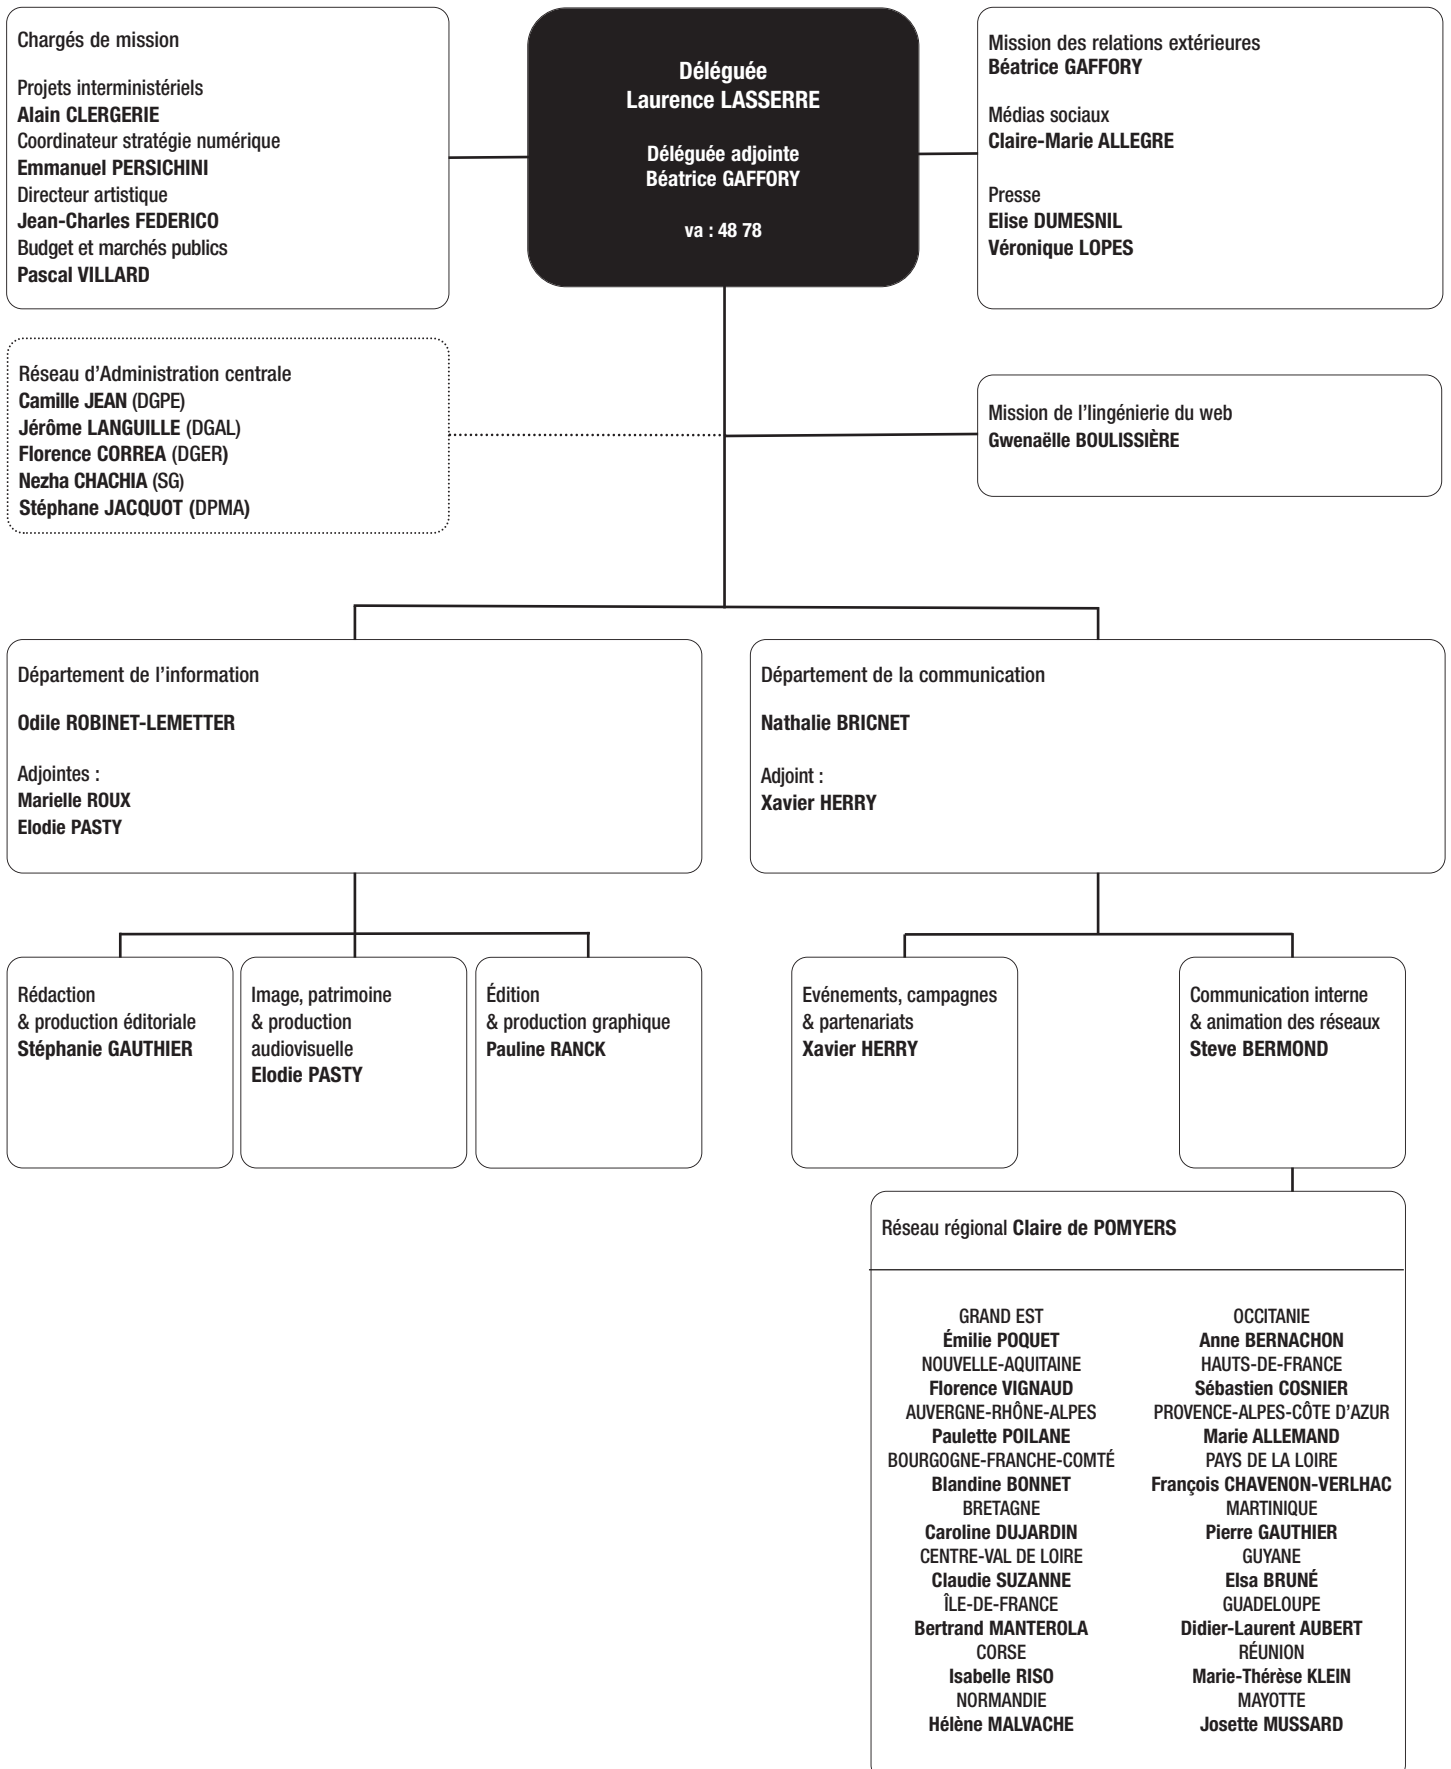 Chargés de mission
Projets interministériels
Alain CLERGERIE
Coordinateur stratégie numérique
Emmanuel PERSICHINI
Directeur artistique
Jean-Charles FEDERICO
Budget et marchés publics
Pascal VILLARD
Déléguée
Laurence LASSERRE
Déléguée adjointe
Béatrice GAFFORY
va : 48 78
Mission des relations extérieures
Béatrice GAFFORY
Médias sociaux
Claire-Marie ALLEGRE
Presse
Elise DUMESNIL
Véronique LOPES
Réseau d’Administration centrale
Camille JEAN (DGPE)
Jérôme LANGUILLE (DGAL)
Florence CORREA (DGER)
Nezha CHACHIA (SG)
Stéphane JACQUOT (DPMA)
Mission de l’lingénierie du web
Gwenaëlle BOULISSIÈRE
Département de l’information
Odile ROBINET-LEMETTER
Adjointes :
Marielle ROUX
Elodie PASTY
Département de la communication
Nathalie BRICNET
Adjoint :
Xavier HERRY
Rédaction
& production éditoriale
Stéphanie GAUTHIER
Image, patrimoine
& production
audiovisuelle
Elodie PASTY
Édition
& production graphique
Pauline RANCK
Evénements, campagnes
& partenariats
Xavier HERRY
Communication interne
& animation des réseaux
Steve BERMOND
Réseau régional Claire de POMYERS
GRAND EST
Émilie POQUET
NOUVELLE-AQUITAINE
Florence VIGNAUD
AUVERGNE-RHÔNE-ALPES
Paulette POILANE
BOURGOGNE-FRANCHE-COMTÉ
Blandine BONNET
BRETAGNE
Caroline DUJARDIN
CENTRE-VAL DE LOIRE
Claudie SUZANNE
ÎLE-DE-FRANCE
Bertrand MANTEROLA
CORSE
Isabelle RISO
NORMANDIE
Hélène MALVACHE
OCCITANIE
Anne BERNACHON
HAUTS-DE-FRANCE
Sébastien COSNIER
PROVENCE-ALPES-CÔTE D’AZUR
Marie ALLEMAND
PAYS DE LA LOIRE
François CHAVENON-VERLHAC
MARTINIQUE
Pierre GAUTHIER
GUYANE
Elsa BRUNÉ
GUADELOUPE
Didier-Laurent AUBERT
RÉUNION
Marie-Thérèse KLEIN
MAYOTTE
Josette MUSSARD